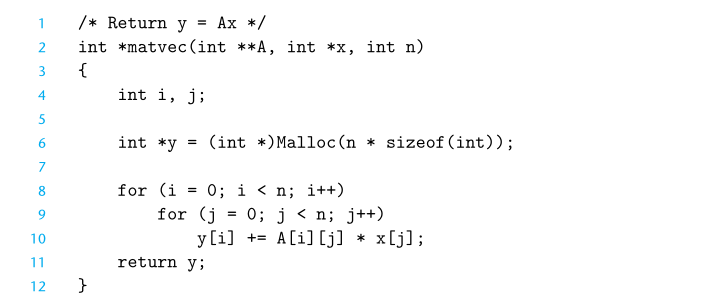 1 /* Return y = Ax */
2 int *matvec(int **A, int *x, int n)
3 {
4     int i, j;
5
6     int *y = (int *)Malloc(n * sizeof(int));
7
8     for (i = 0; i < n; i++)
9         for (j = 0; j < n; j++)
10             y[i] += A[i][j] * x[j];
11     return y;
12 }